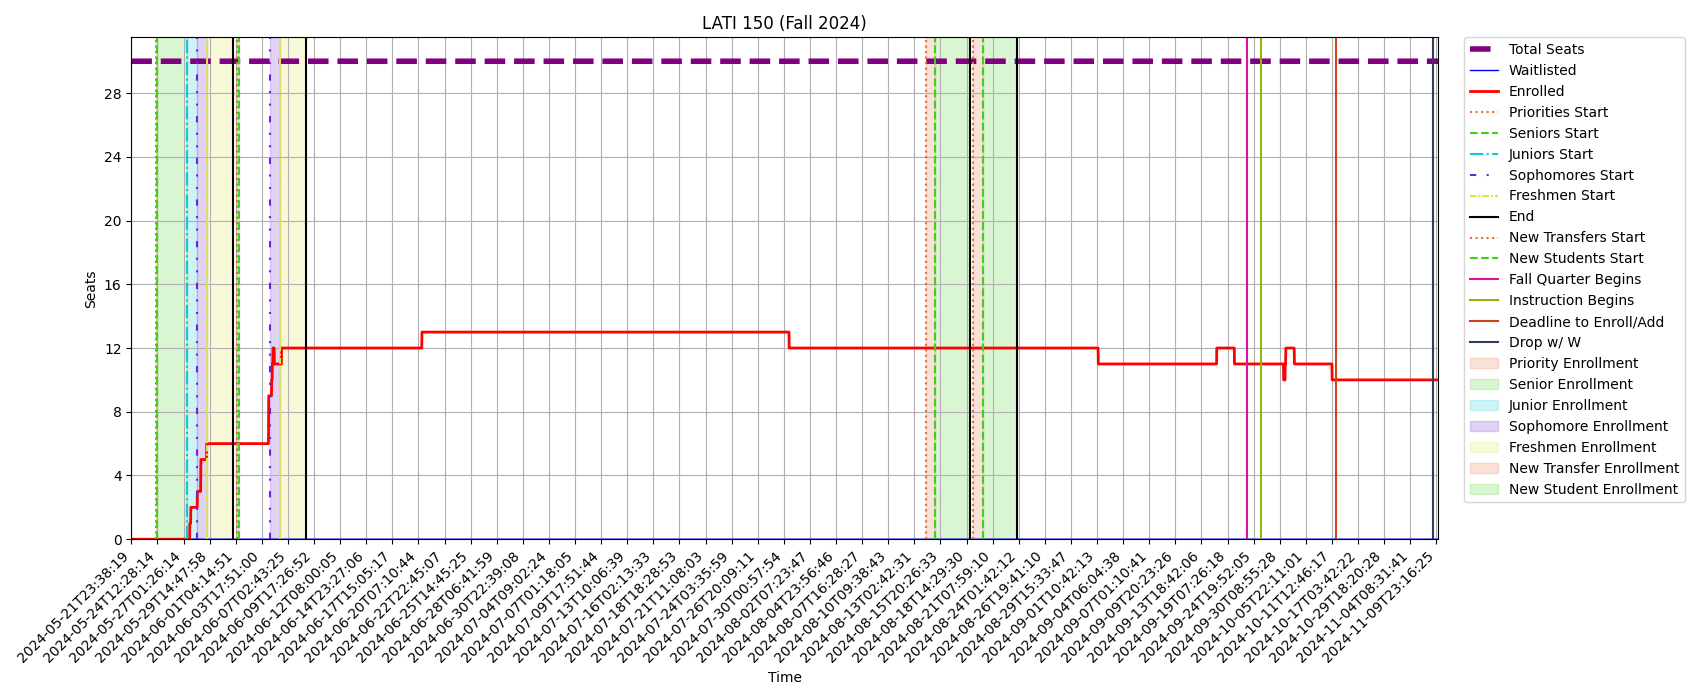 LATI 150 (Fall 2024)
Seats
28
24
20
16
12
8
4
0
2024-05-21T23:38:19
2024-05-24T12:28:14
2024-05-27T01:26:14
2024-05-29T14:47:58
2024-06-01T04:14:51
2024-06-03T17:51:00
2024-06-07T02:43:25
2024-06-09T17:26:52
2024-06-12T08:00:05
2024-06-14T23:27:06
2024-06-17T15:05:17
2024-06-20T07:10:44
2024-06-22T22:45:07
2024-06-25T14:45:25
2024-06-28T06:41:59
2024-06-30T22:39:08
2024-07-04T09:02:24
2024-07-07T01:18:05
2024-07-09T17:51:44
2024-07-13T10:06:39
2024-07-16T02:13:33
2024-07-18T18:28:53
2024-07-21T11:08:03
2024-07-24T03:35:59
2024-07-26T20:09:11
2024-07-30T00:57:54
2024-08-02T07:23:47
2024-08-04T23:56:46
2024-08-07T16:28:27
2024-08-10T09:38:43
2024-08-13T02:42:31
2024-08-15T20:26:33
2024-08-18T14:29:30
2024-08-21T07:59:10
2024-08-24T01:42:12
2024-08-26T19:41:10
2024-08-29T15:33:47
2024-09-01T10:42:13
2024-09-04T06:04:38
2024-09-07T01:10:41
2024-09-09T20:23:26
2024-09-13T18:42:06
2024-09-19T07:26:18
2024-09-24T19:52:05
2024-09-30T08:55:28
2024-10-05T22:11:01
2024-10-11T12:46:17
2024-10-17T03:42:22
2024-10-29T18:20:28
2024-11-04T08:31:41
2024-11-09T23:16:25
Time
Total Seats
Waitlisted
Enrolled
Priorities Start
Seniors Start
Juniors Start
Sophomores Start
Freshmen Start
End
New Transfers Start
New Students Start
Fall Quarter Begins
Instruction Begins
Deadline to Enroll/Add
Drop w/ W
Priority Enrollment
Senior Enrollment
Junior Enrollment
Sophomore Enrollment
Freshmen Enrollment
New Transfer Enrollment
New Student Enrollment